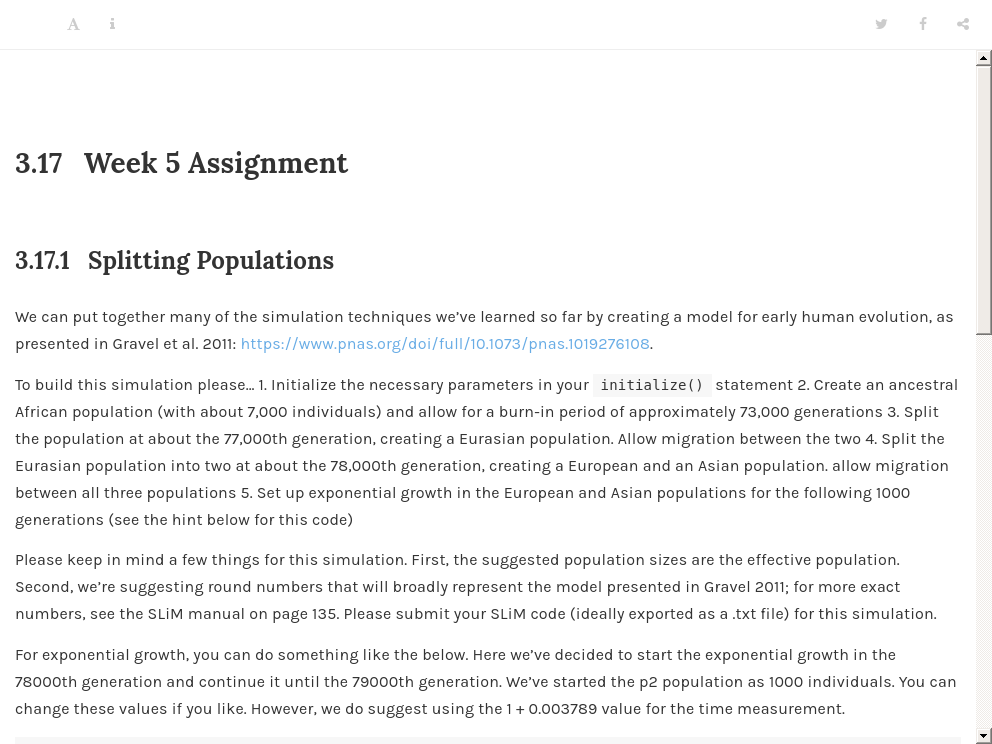 3.17 Week 5 Assignment
3.17.1 Splitting Populations
We can put together many of the simulation techniques we’ve learned so far by creating a model for early human evolution, as
presented in Gravel et al. 2011: https://www.pnas.org/doi/full/10.1073/pnas.1019276108.
To build this simulation please… 1. Initialize the necessary parameters in your initialize() statement 2. Create an ancestral
African population (with about 7,000 individuals) and allow for a burn-in period of approximately 73,000 generations 3. Split
the population at about the 77,000th generation, creating a Eurasian population. Allow migration between the two 4. Split the
Eurasian population into two at about the 78,000th generation, creating a European and an Asian population. allow migration
between all three populations 5. Set up exponential growth in the European and Asian populations for the following 1000
generations (see the hint below for this code)
Please keep in mind a few things for this simulation. First, the suggested population sizes are the effective population.
Second, we’re suggesting round numbers that will broadly represent the model presented in Gravel 2011; for more exact
numbers, see the SLiM manual on page 135. Please submit your SLiM code (ideally exported as a .txt file) for this simulation.
For exponential growth, you can do something like the below. Here we’ve decided to start the exponential growth in the
78000th generation and continue it until the 79000th generation. We’ve started the p2 population as 1000 individuals. You can
change these values if you like. However, we do suggest using the 1 + 0.003789 value for the time measurement.